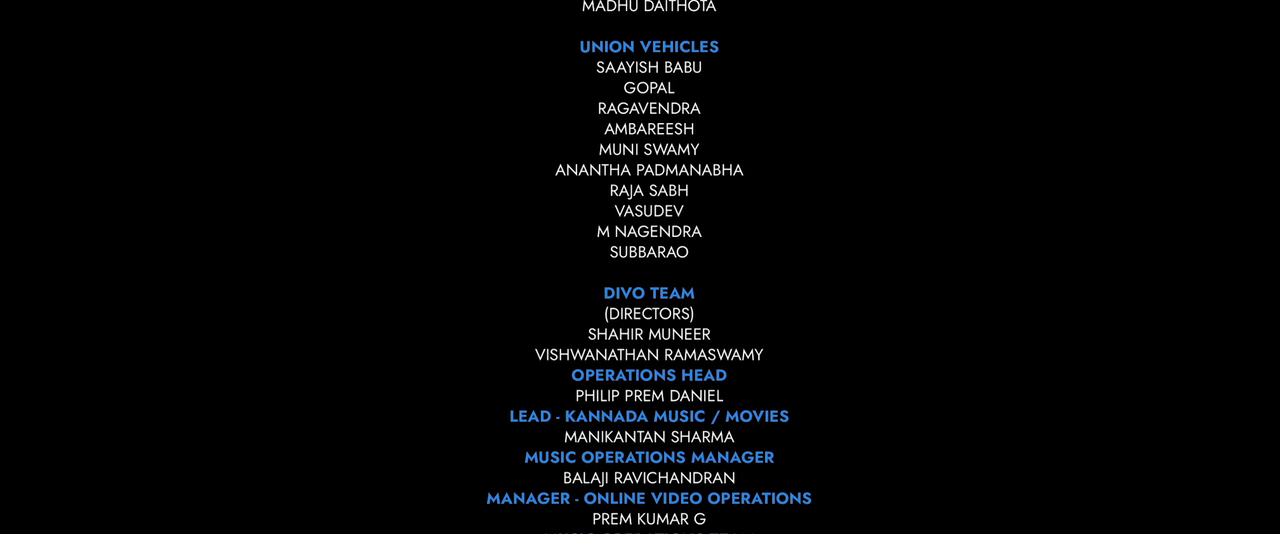 MADHU DAITHOTA
UNION VEHICLES
SAAYISH BABU
GOPAL
RAGAVENDRA
AMBAREESH
MUNI SWAMY
ANANTHA PADMANABHA
RAJA SABH
VASUDEV
M NAGENDRA
SUBBARAO
DIVO TEAM
(DIRECTORS)
SHAHIR MUNEER
VISHWANATHAN RAMASWAMY
OPERATIONS HEAD
PHILIP PREM DANIEL
LEAD - KANNADA MUSIC / MOVIES
MANIKANTAN SHARMA
MUSIC OPERATIONS MANAGER
BALAJI RAVICHANDRAN
MANAGER - ONLINE VIDEO OPERATIONS
PREM KUMAR G